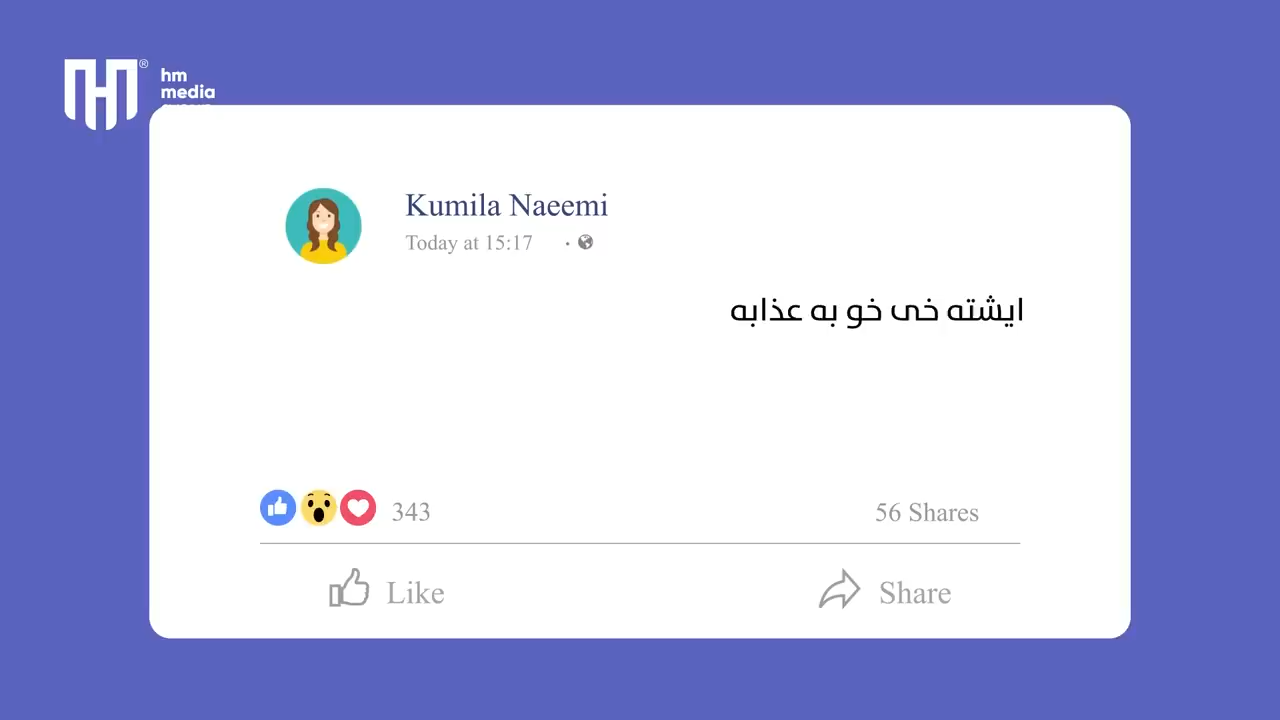 hm
media
®
Kumila Naeemi
Today at 15:17 ·
ایشته خی خو به عذابه
343
56 Shares
Like
Share